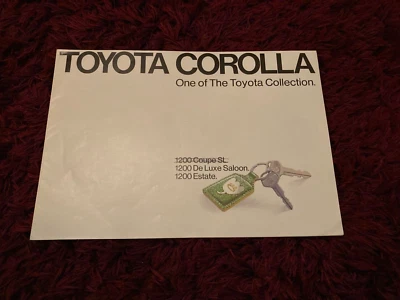 TOYOTA COROLLA
One of The Toyota Collection.
1200 Coupe SL.
1200 De Luxe Saloon.
1200 Estate.